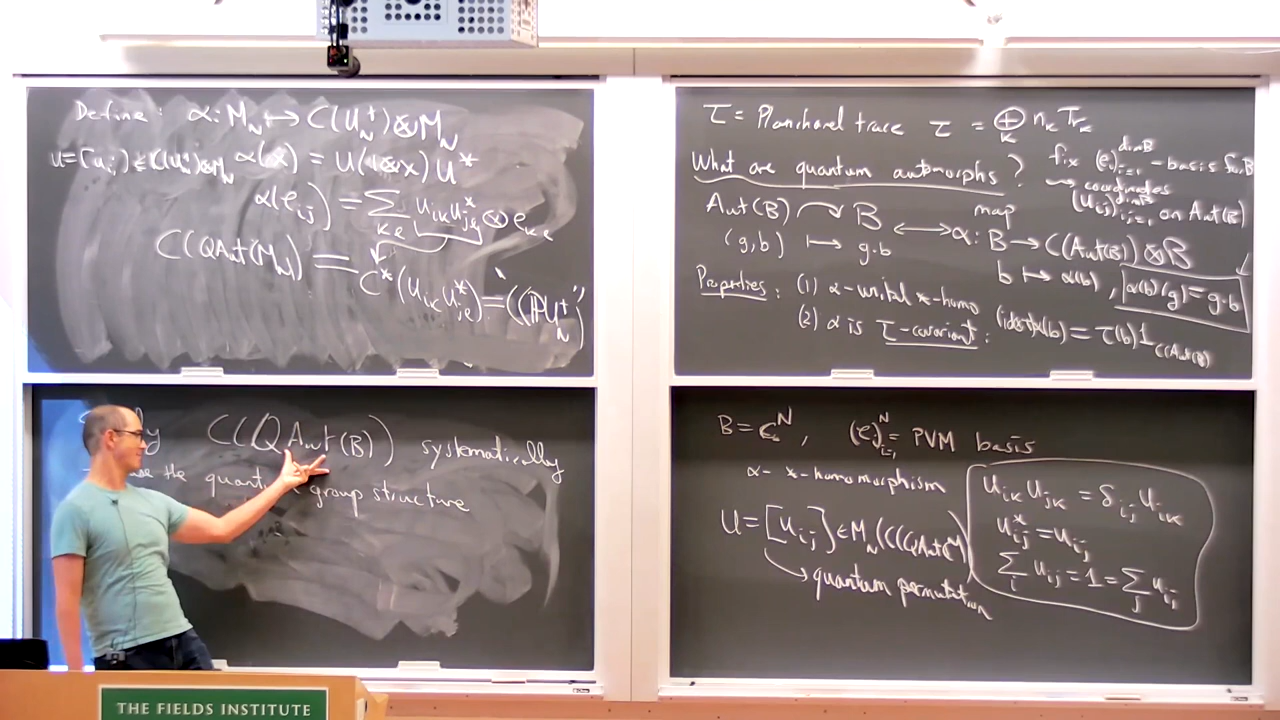 Define: α: M_N ↦ C(U_N^+) ⊗ M_N
u = [u_ij] ∈ C(U_N^+) ⊗ M_N α(x) = U(1⊗x)U*
α(e_ij) = Σ_{kl} u_ik u_jl* ⊗ e_kl
C(QAut(M_N)) = C*(u_ik u_jl*) = C(PU_N^+)
C(QAut(B)) systematically
the quantum group structure
τ = Plancharel trace τ = ⊕_k n_k Tr_k
What are quantum automorphs?
fix (e_i)_{i=1}^{dim B} - basis for B
⇝ coordinates
(u_ij)_{i,j=1}^{dim B} on Aut(B)
Aut(B) ↷ B ⟷ map α: B → C(Aut(B)) ⊗ B
(g,b) ↦ g·b
b ↦ α(b), α(b)(g) = g·b
Properties: (1) α-unital *-homo
(2) α is τ-covariant: (id⊗τ)α(b) = τ(b)1_{C(Aut(B))}
B = C^N, (e_i)_{i=1}^N = PVM basis
α- *-homomorphism
U = [u_ij] ∈ M_N(C(QAut(
→ quantum permutation
u_ik u_jk = δ_ij u_ik
u_ij* = u_ij
Σ_i u_ij = 1 = Σ_j u_ij
THE FIELDS INSTITUTE